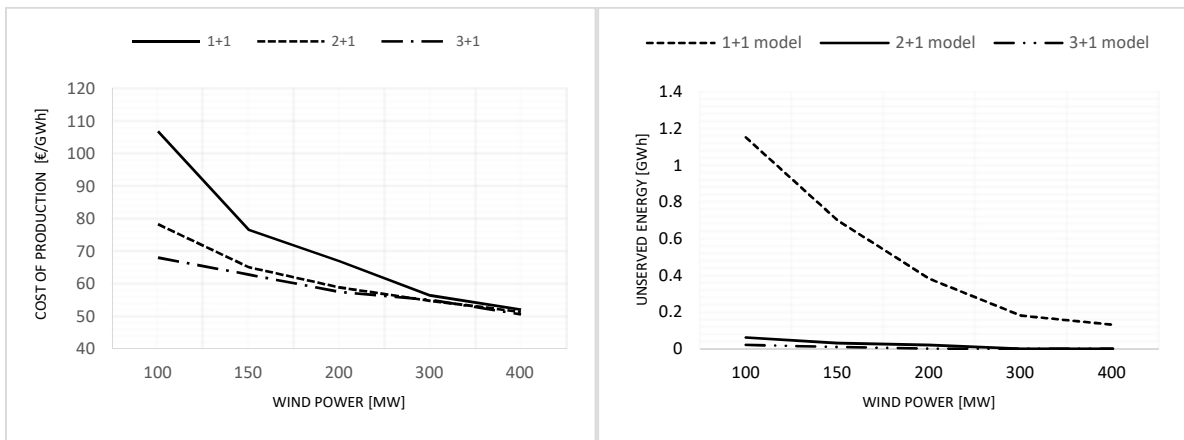 1+1 2+1 3+1
COST OF PRODUCTION [€/GWh]
120
110
100
90
80
70
60
50
40
100 150 200 300 400
WIND POWER [MW]
1+1 model 2+1 model 3+1 model
UNSERVED ENERGY [GWh]
1.4
1.2
1
0.8
0.6
0.4
0.2
0
100 150 200 300 400
WIND POWER [MW]